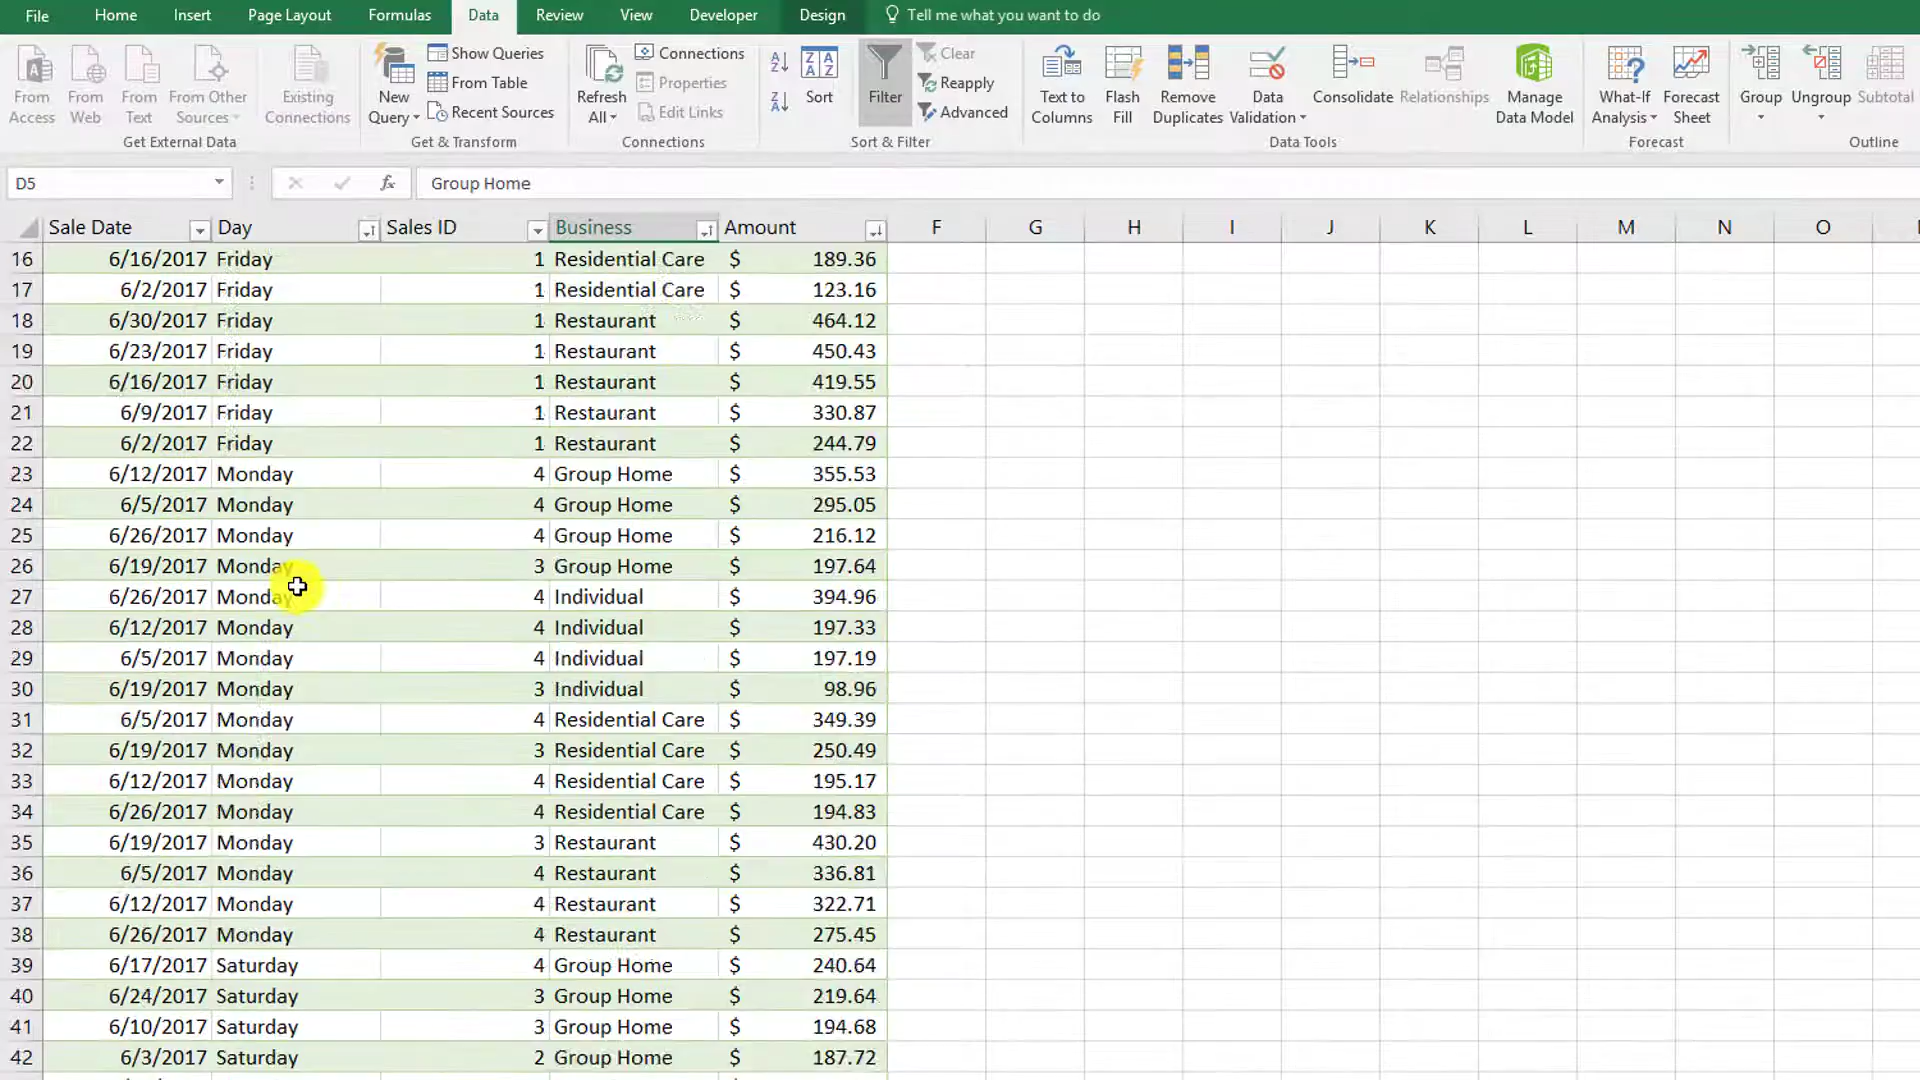 File Home Insert Page Layout Formulas Data Review View Developer Design Tell me what you want to do
From Access From Web From Text From Other Sources Existing Connections
Get External Data
New Query Show Queries From Table Recent Sources
Get & Transform
Refresh All Connections Properties Edit Links
Connections
Sort Filter Clear Reapply Advanced
Sort & Filter
Text to Columns Flash Fill Remove Duplicates Data Validation Consolidate Relationships Manage Data Model
Data Tools
What-If Analysis Forecast Sheet
Forecast
Group Ungroup Subtotal
Outline
D5 fx Group Home
Sale Date Day Sales ID Business Amount F G H I J K L M N O
16 6/16/2017 Friday 1 Residential Care $ 189.36
17 6/2/2017 Friday 1 Residential Care $ 123.16
18 6/30/2017 Friday 1 Restaurant $ 464.12
19 6/23/2017 Friday 1 Restaurant $ 450.43
20 6/16/2017 Friday 1 Restaurant $ 419.55
21 6/9/2017 Friday 1 Restaurant $ 330.87
22 6/2/2017 Friday 1 Restaurant $ 244.79
23 6/12/2017 Monday 4 Group Home $ 355.53
24 6/5/2017 Monday 4 Group Home $ 295.05
25 6/26/2017 Monday 4 Group Home $ 216.12
26 6/19/2017 Monday 3 Group Home $ 197.64
27 6/26/2017 Monday 4 Individual $ 394.96
28 6/12/2017 Monday 4 Individual $ 197.33
29 6/5/2017 Monday 4 Individual $ 197.19
30 6/19/2017 Monday 3 Individual $ 98.96
31 6/5/2017 Monday 4 Residential Care $ 349.39
32 6/19/2017 Monday 3 Residential Care $ 250.49
33 6/12/2017 Monday 4 Residential Care $ 195.17
34 6/26/2017 Monday 4 Residential Care $ 194.83
35 6/19/2017 Monday 3 Restaurant $ 430.20
36 6/5/2017 Monday 4 Restaurant $ 336.81
37 6/12/2017 Monday 4 Restaurant $ 322.71
38 6/26/2017 Monday 4 Restaurant $ 275.45
39 6/17/2017 Saturday 4 Group Home $ 240.64
40 6/24/2017 Saturday 3 Group Home $ 219.64
41 6/10/2017 Saturday 3 Group Home $ 194.68
42 6/3/2017 Saturday 2 Group Home $ 187.72